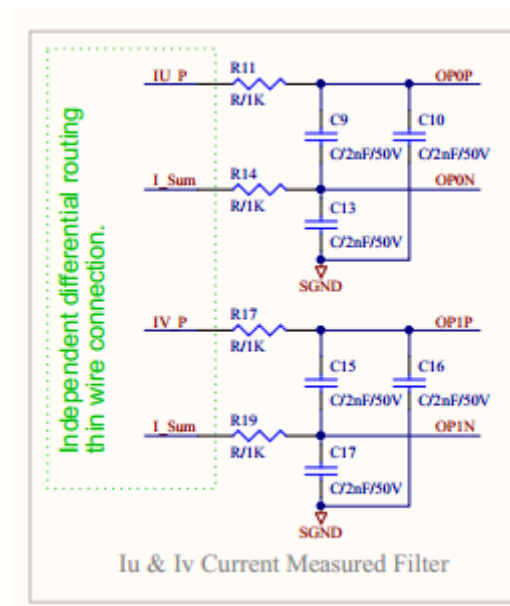 IU_P
R11
R/1K
OP0P
C9
C/2nF/50V
C10
C/2nF/50V
I_Sum
R14
R/1K
OP0N
C13
C/2nF/50V
SGND
IV_P
R17
R/1K
OP1P
C15
C/2nF/50V
C16
C/2nF/50V
I_Sum
R19
R/1K
OP1N
C17
C/2nF/50V
SGND
Independent differential routing
thin wire connection.
Iu & Iv Current Measured Filter